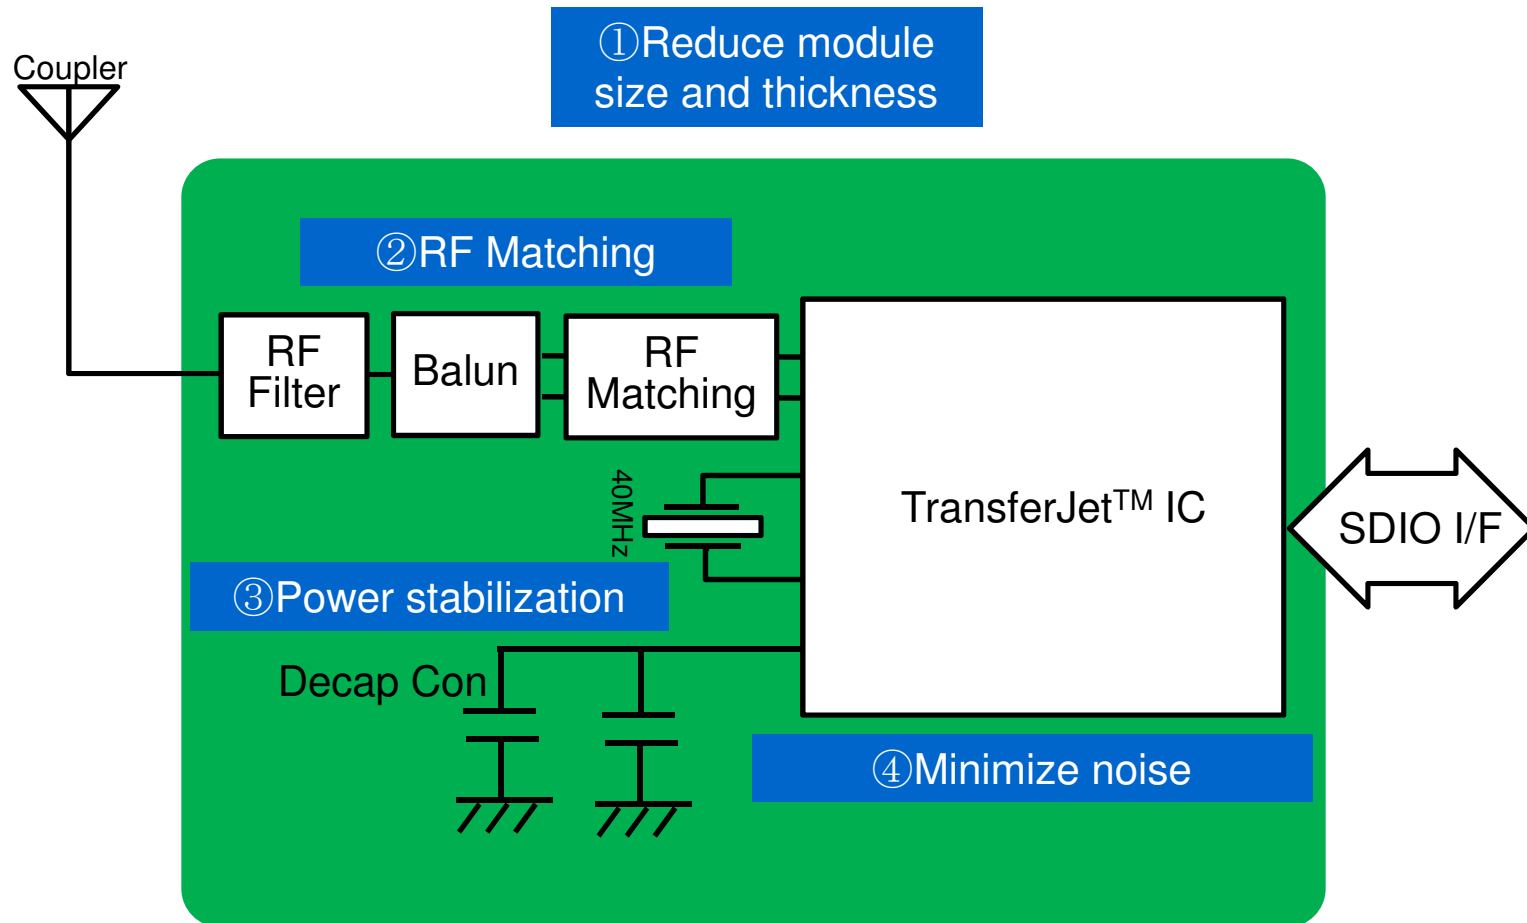 ①Reduce module
size and thickness
Coupler
②RF Matching
RF
Filter
Balun
RF
Matching
40MHz
TransferJet™ IC
SDIO I/F
③Power stabilization
Decap Con
④Minimize noise